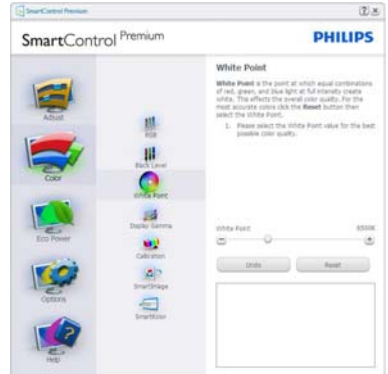 SmartControl Premium
SmartControl Premium
PHILIPS
Adjust
Color
Eco Power
Options
Help
RGB
Black Level
White Point
Display Gamma
Calibration
SmartImage
SmartKolor
White Point
White Point is the point at which equal combinations
of red, green, and blue light at full intensity create
white. This effects the overall color quality. For the
most accurate colors click the Reset button then
select the White Point.
1. Please select the White Point value for the best
possible color quality.
White Point 6500K
Undo Reset